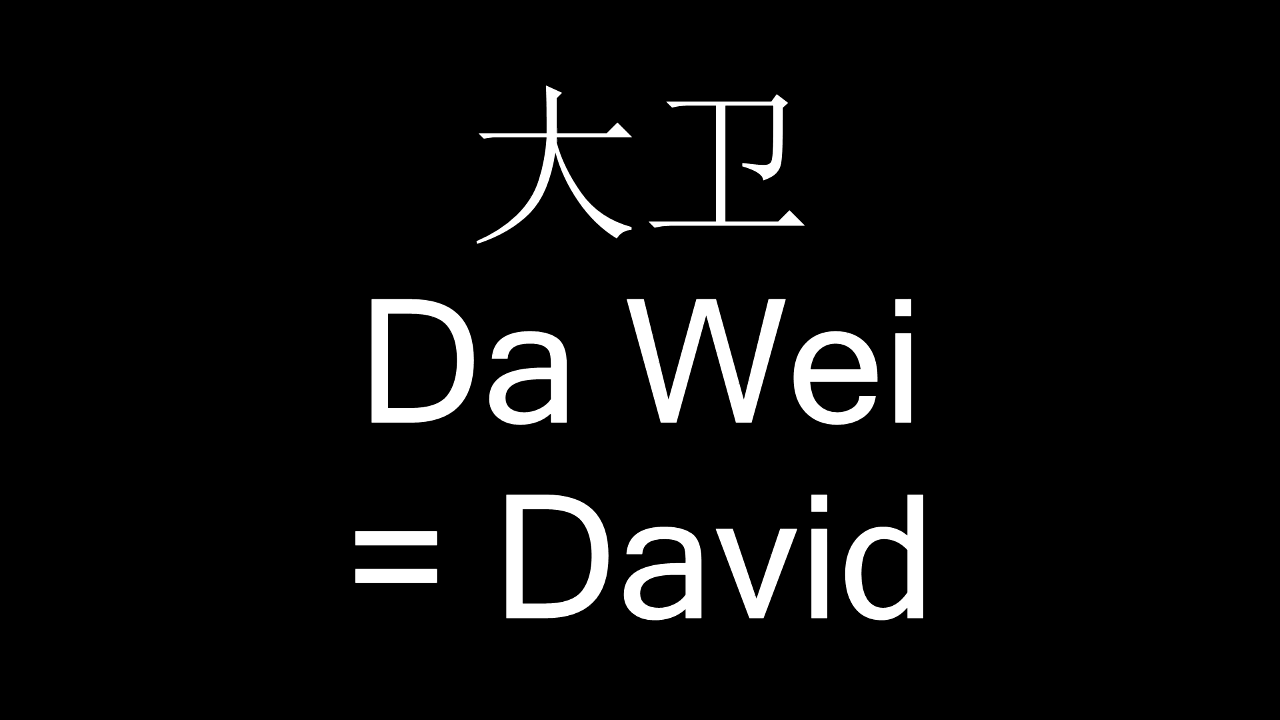 大卫
Da Wei
= David